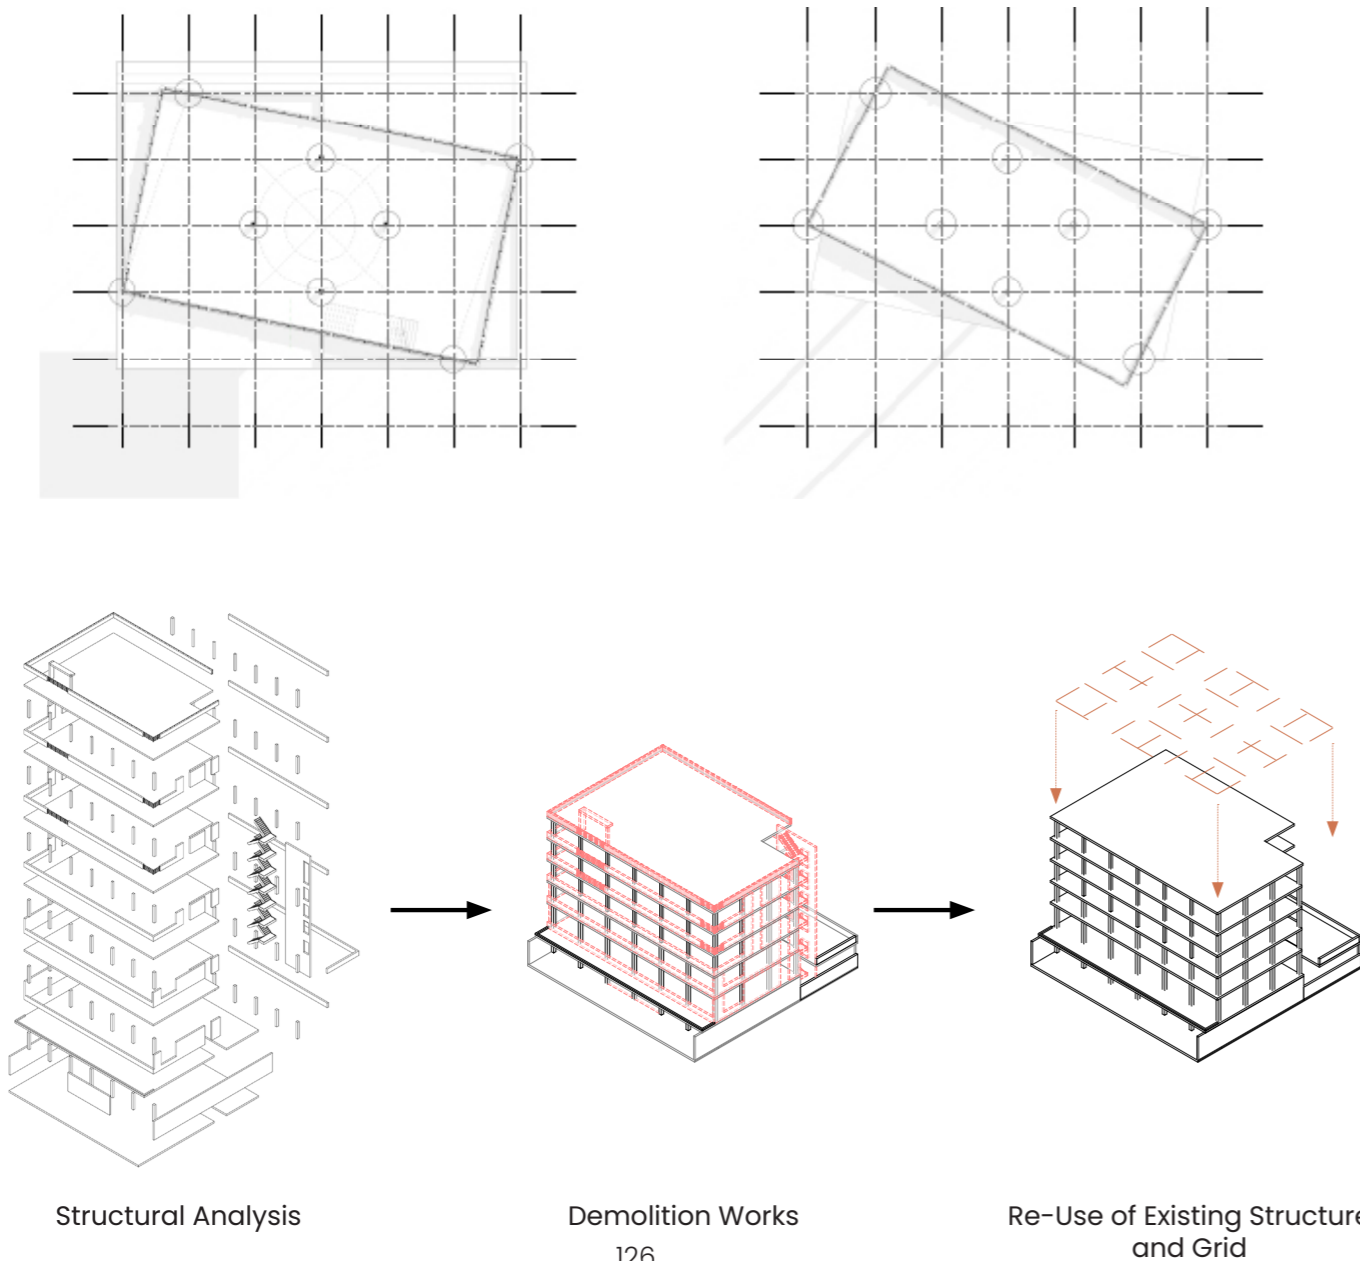 Structural Analysis
Demolition Works
Re-Use of Existing Structure
and Grid
126